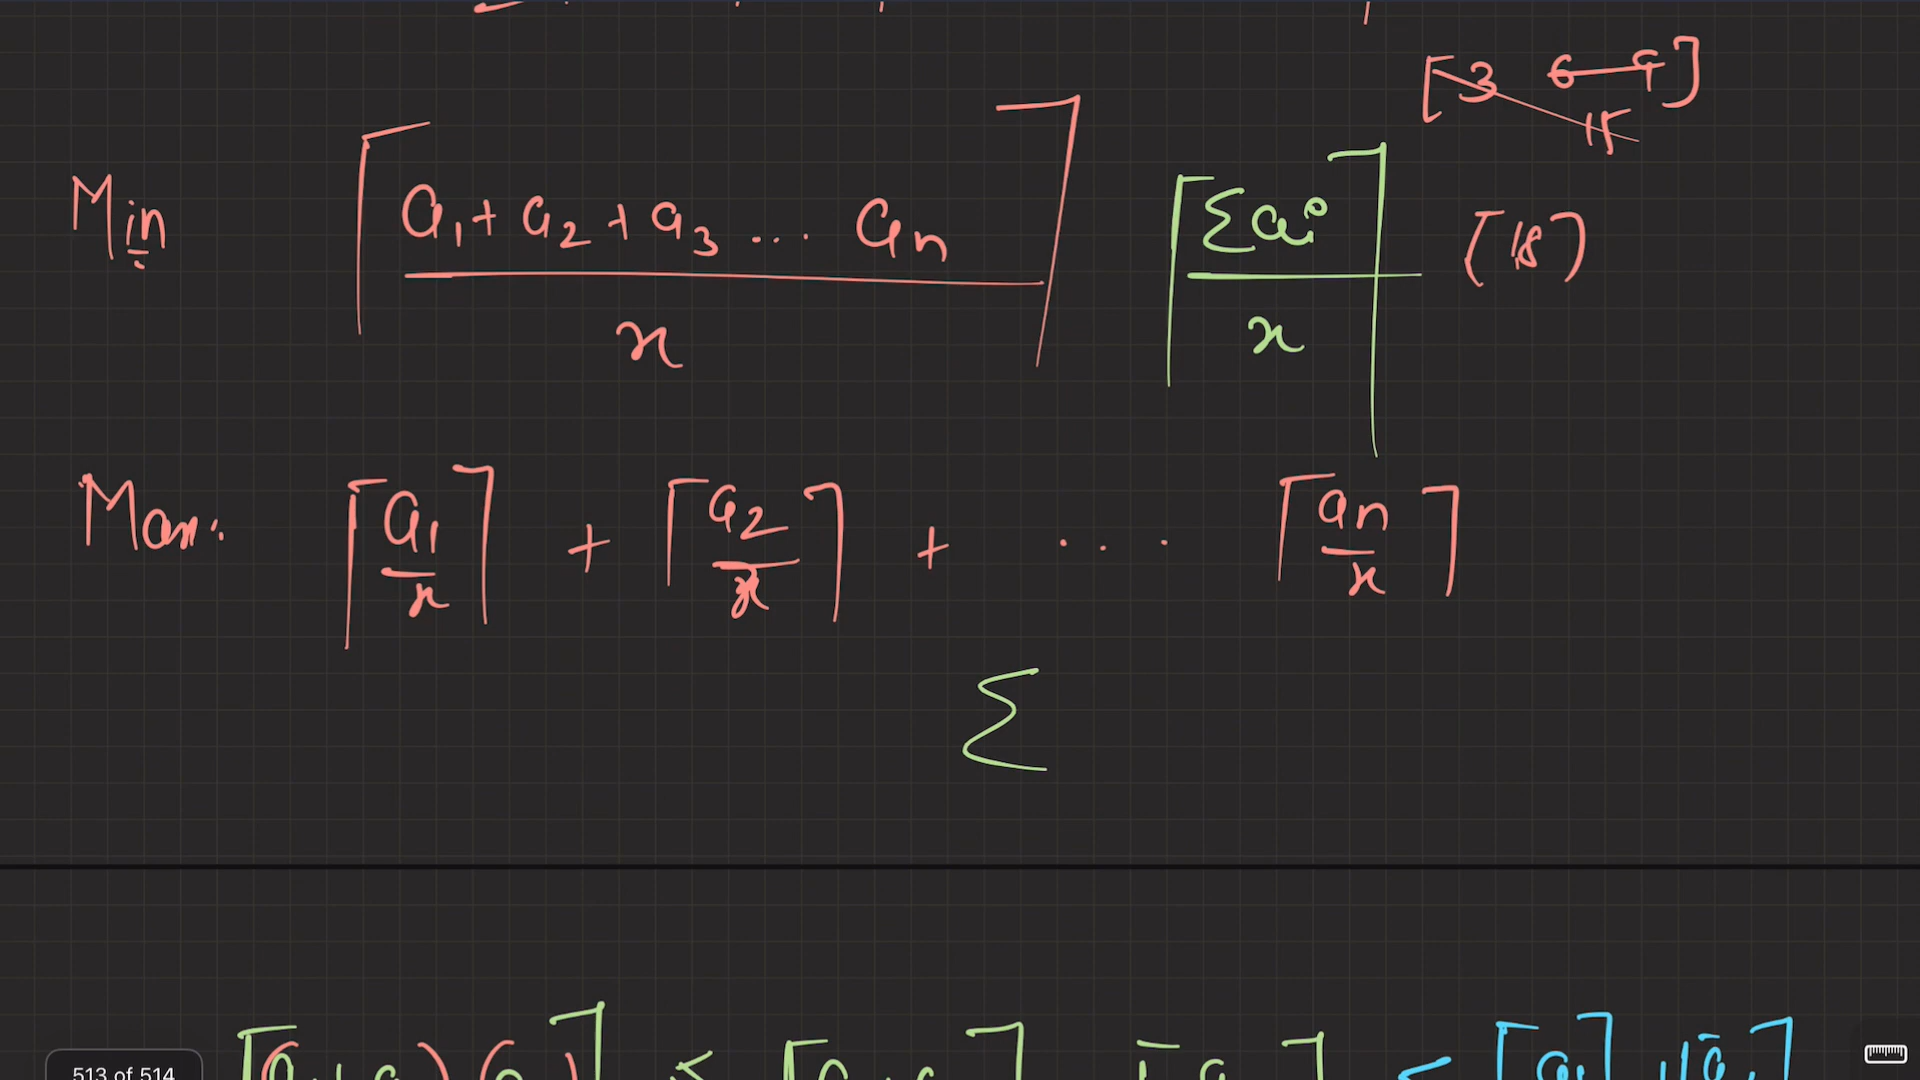 [3 6 9]
15
Min ⌈(a₁ + a₂ + a₃ ... aₙ) / x⌉ ⌈Σaᵢ / x⌉ [18]
Max: ⌈a₁ / x⌉ + ⌈a₂ / x⌉ + ... ⌈aₙ / x⌉
Σ
513 of 514